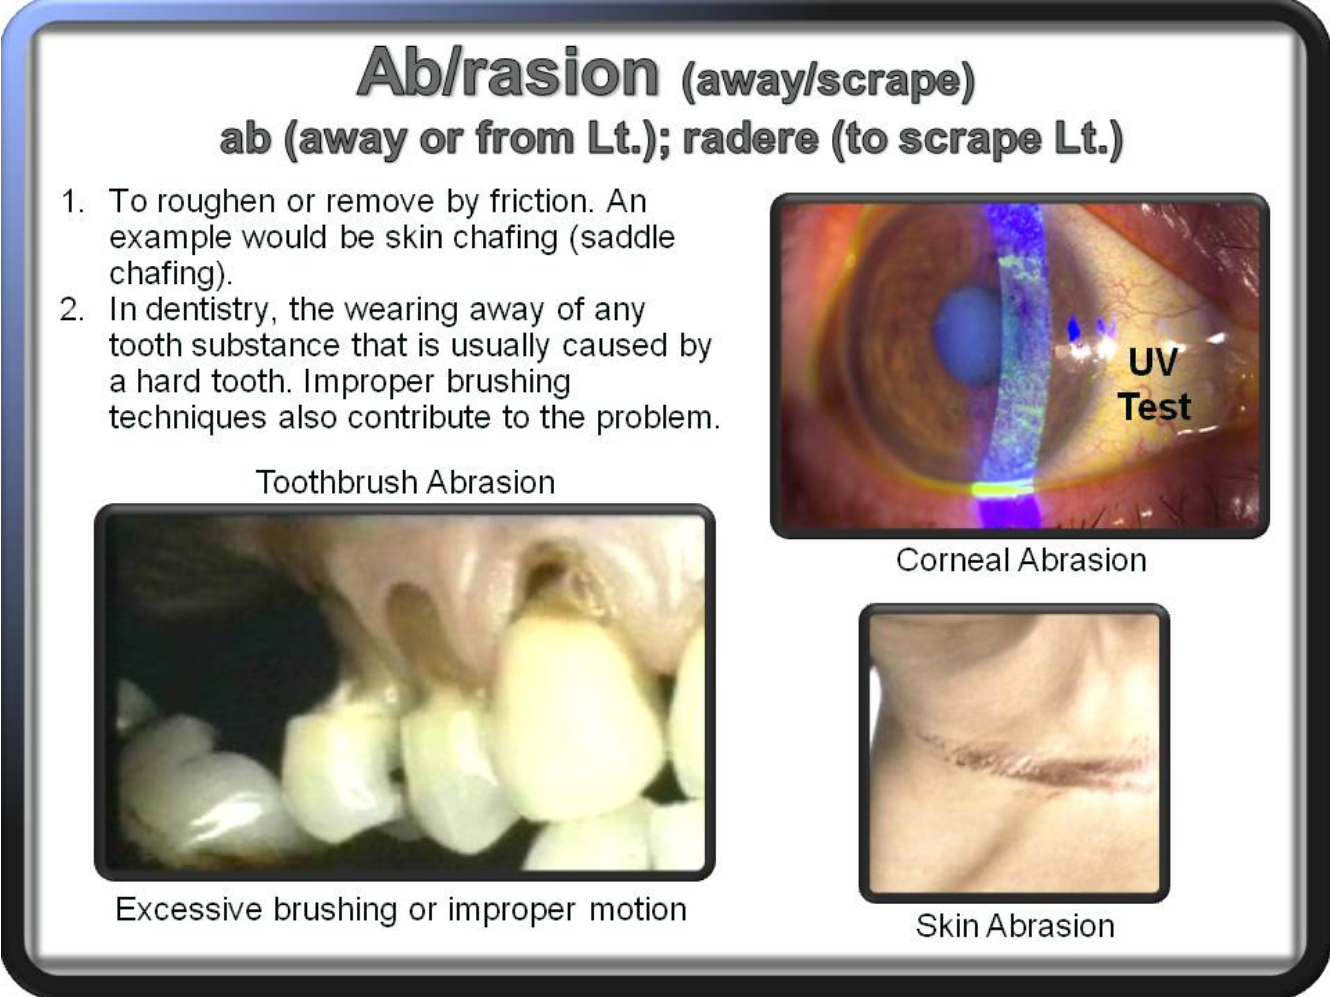 Ab/rasion (away/scrape)
ab (away or from Lt.); radere (to scrape Lt.)
1. To roughen or remove by friction. An
example would be skin chafing (saddle
chafing).
2. In dentistry, the wearing away of any
tooth substance that is usually caused by
a hard tooth. Improper brushing
techniques also contribute to the problem.
Toothbrush Abrasion
Excessive brushing or improper motion
UV
Test
Corneal Abrasion
Skin Abrasion